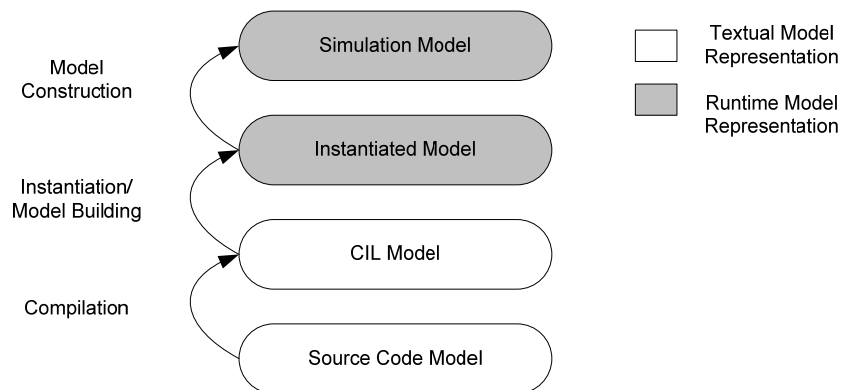 Simulation Model
Model
Construction
Instantiated Model
Instantiation/
Model Building
CIL Model
Compilation
Source Code Model
Textual Model
Representation
Runtime Model
Representation